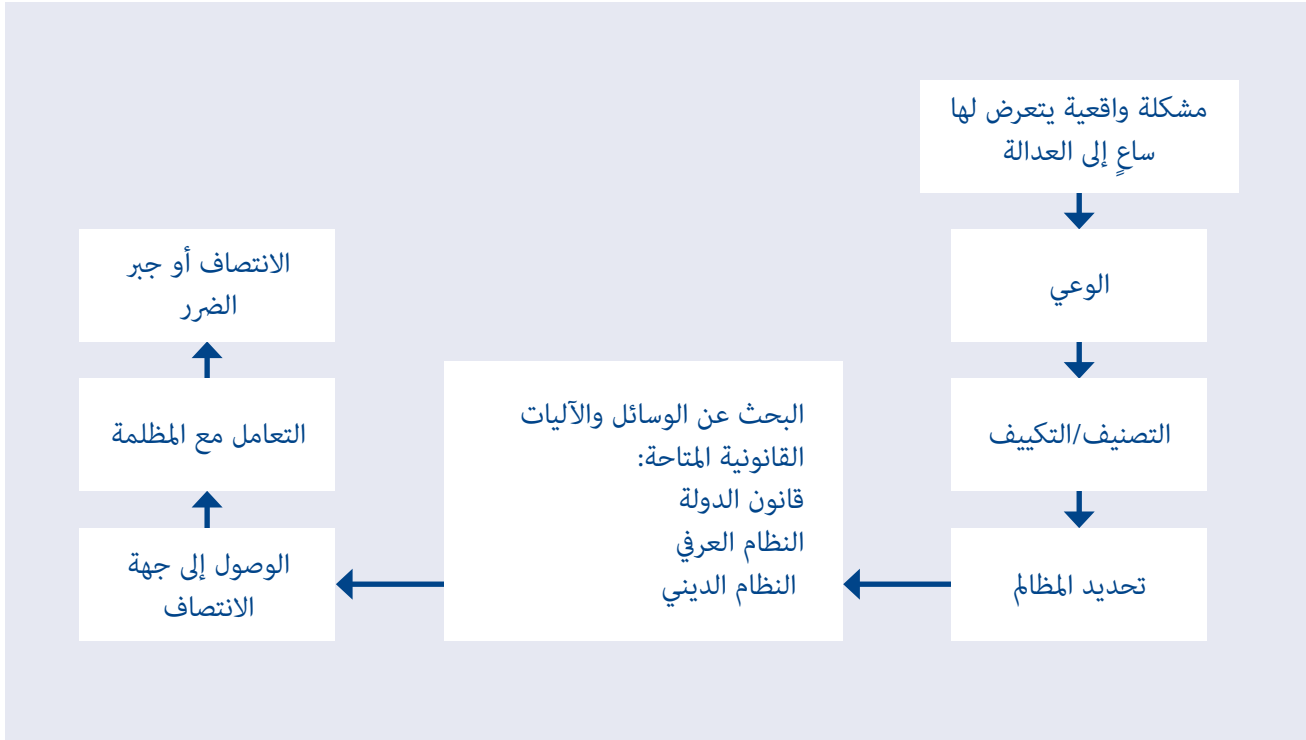 مشكلة واقعية يتعرض لها
ساعٍ إلى العدالة
الوعي
التصنيف/التكييف
تحديد المظالم
البحث عن الوسائل والآليات
القانونية المتاحة:
قانون الدولة
النظام العرفي
النظام الديني
الوصول إلى جهة
الانتصاف
التعامل مع المظلمة
الانتصاف أو جبر
الضرر